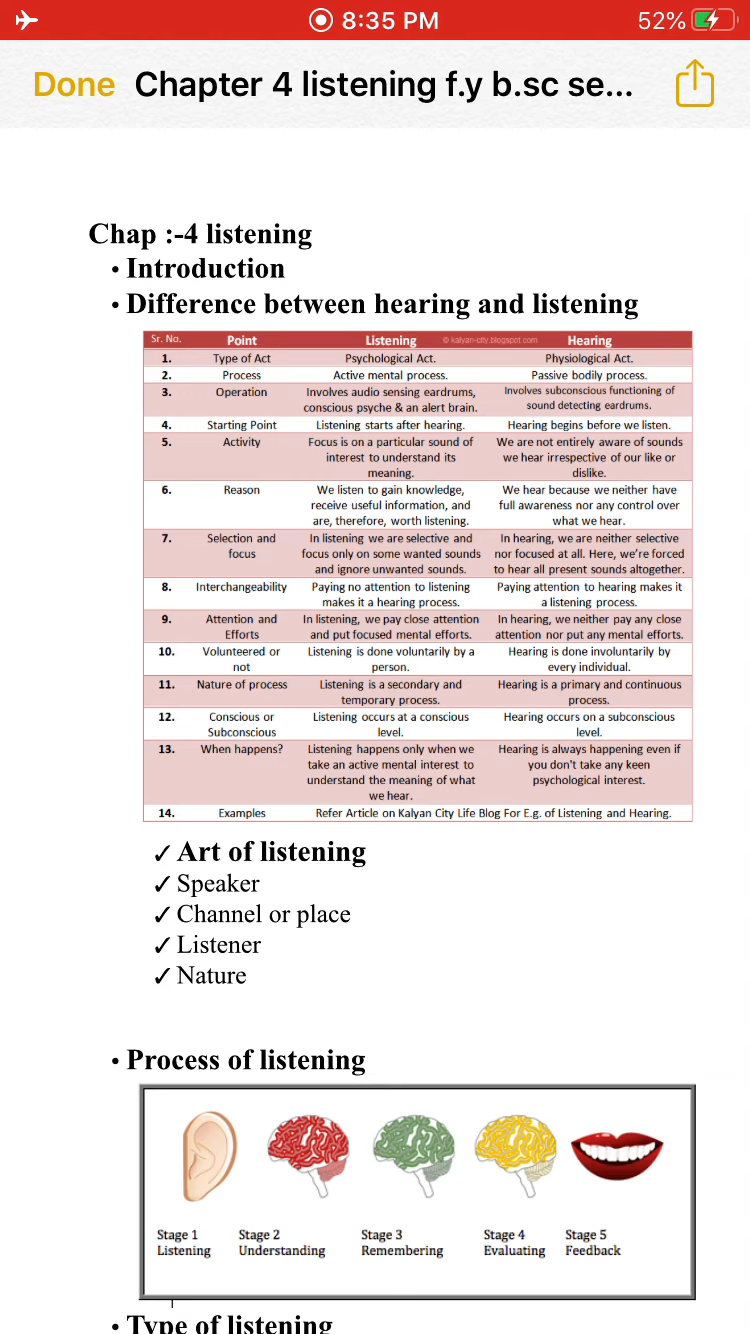 8:35 PM
52%
Done Chapter 4 listening f.y b.sc se...
Chap :-4 listening
• Introduction
• Difference between hearing and listening
Sr. No. Point Listening © kalyan-city.blogspot.com Hearing
1. Type of Act Psychological Act. Physiological Act.
2. Process Active mental process. Passive bodily process.
3. Operation Involves audio sensing eardrums, Involves subconscious functioning of
conscious psyche & an alert brain. sound detecting eardrums.
4. Starting Point Listening starts after hearing. Hearing begins before we listen.
5. Activity Focus is on a particular sound of We are not entirely aware of sounds
interest to understand its we hear irrespective of our like or
meaning. dislike.
6. Reason We listen to gain knowledge, We hear because we neither have
receive useful information, and full awareness nor any control over
are, therefore, worth listening. what we hear.
7. Selection and In listening we are selective and In hearing, we are neither selective
focus focus only on some wanted sounds nor focused at all. Here, we're forced
and ignore unwanted sounds. to hear all present sounds altogether.
8. Interchangeability Paying no attention to listening Paying attention to hearing makes it
makes it a hearing process. a listening process.
9. Attention and In listening, we pay close attention In hearing, we neither pay any close
Efforts and put focused mental efforts. attention nor put any mental efforts.
10. Volunteered or Listening is done voluntarily by a Hearing is done involuntarily by
not person. every individual.
11. Nature of process Listening is a secondary and Hearing is a primary and continuous
temporary process. process.
12. Conscious or Listening occurs at a conscious Hearing occurs on a subconscious
Subconscious level. level.
13. When happens? Listening happens only when we Hearing is always happening even if
take an active mental interest to you don't take any keen
understand the meaning of what psychological interest.
we hear.
14. Examples Refer Article on Kalyan City Life Blog For E.g. of Listening and Hearing.
✓ Art of listening
✓ Speaker
✓ Channel or place
✓ Listener
✓ Nature
• Process of listening
Stage 1 Stage 2 Stage 3 Stage 4 Stage 5
Listening Understanding Remembering Evaluating Feedback
• Type of listening